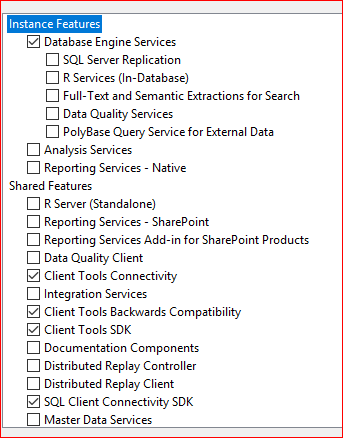 Instance Features
Database Engine Services
SQL Server Replication
R Services (In-Database)
Full-Text and Semantic Extractions for Search
Data Quality Services
PolyBase Query Service for External Data
Analysis Services
Reporting Services - Native
Shared Features
R Server (Standalone)
Reporting Services - SharePoint
Reporting Services Add-in for SharePoint Products
Data Quality Client
Client Tools Connectivity
Integration Services
Client Tools Backwards Compatibility
Client Tools SDK
Documentation Components
Distributed Replay Controller
Distributed Replay Client
SQL Client Connectivity SDK
Master Data Services